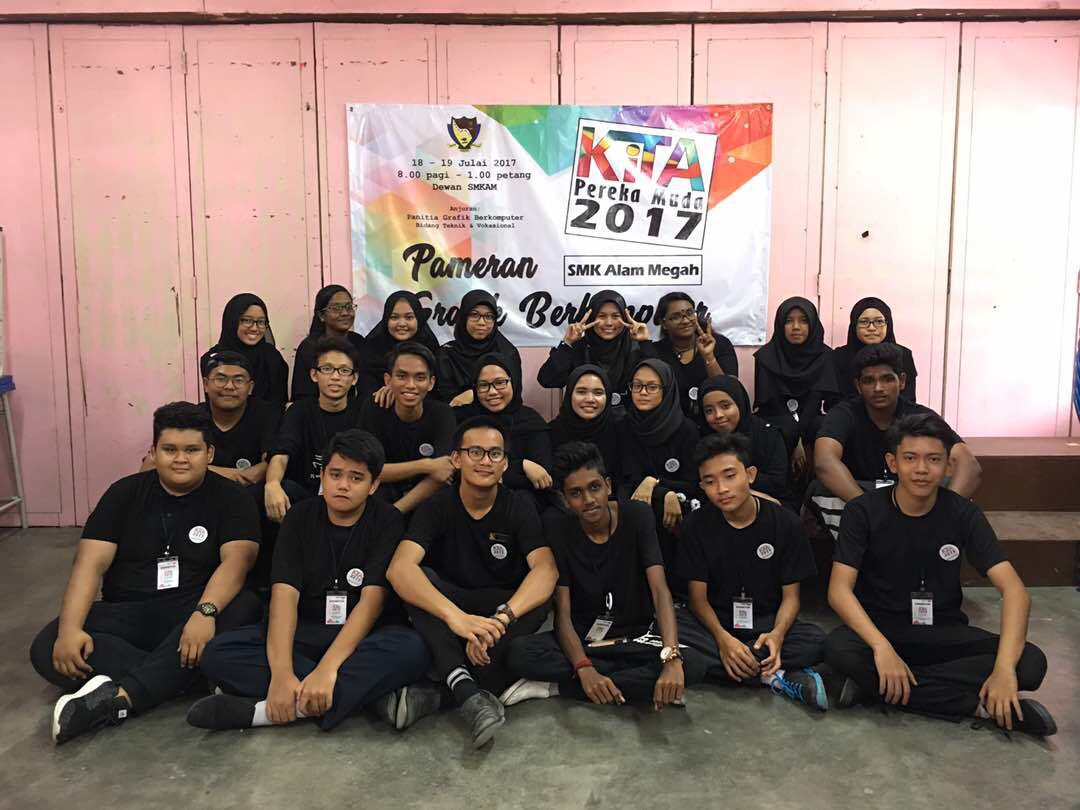 18 - 19 Julai 2017
8.00 pagi - 1.00 petang
Dewan SMKAM
Anjuran:
Panitia Grafik Berkomputer
Bidang Teknik & Vokasional
KiTA
Pereka Muda
2017
SMK Alam Megah
Pameran